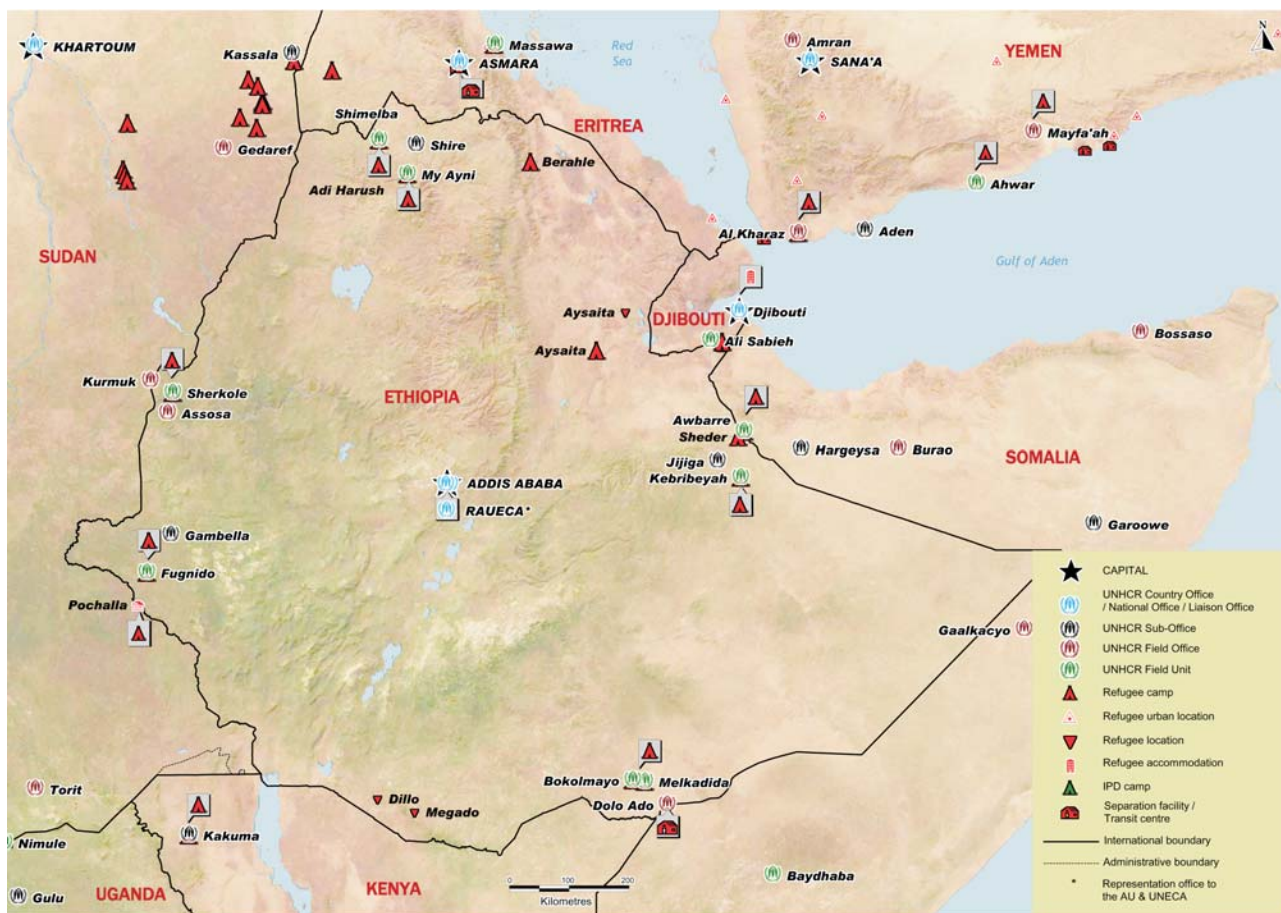 KHARTOUM
Kassala
Massawa
ASMARA
Red
Sea
Amran
SANA'A
YEMEN
Shimelba
ERITREA
Gedaref
Shire
Berahle
Mayfa'ah
My Ayni
Adi Harush
Ahwar
Al Kharaz
Aden
SUDAN
Gulf of Aden
Aysaita
DJIBOUTI
Djibouti
Bossaso
Aysaita
Ali Sabieh
Kurmuk
Sherkole
ETHIOPIA
Assosa
Awbarre
Sheder
Hargeysa
Burao
SOMALIA
Jijiga
Kebribeyah
ADDIS ABABA
RAUECA*
Garoowe
Gambella
Fugnido
Pochalla
Gaalkacyo
Bokolmayo
Melkadida
Torit
Dillo
Megado
Dolo Ado
Kakuma
Nimule
Baydhaba
UGANDA
KENYA
Gulu
0 100 200
Kilometres
CAPITAL
UNHCR Country Office
/ National Office / Liaison Office
UNHCR Sub-Office
UNHCR Field Office
UNHCR Field Unit
Refugee camp
Refugee urban location
Refugee location
Refugee accommodation
IPD camp
Separation facility /
Transit centre
International boundary
Administrative boundary
* Representation office to
the AU & UNECA